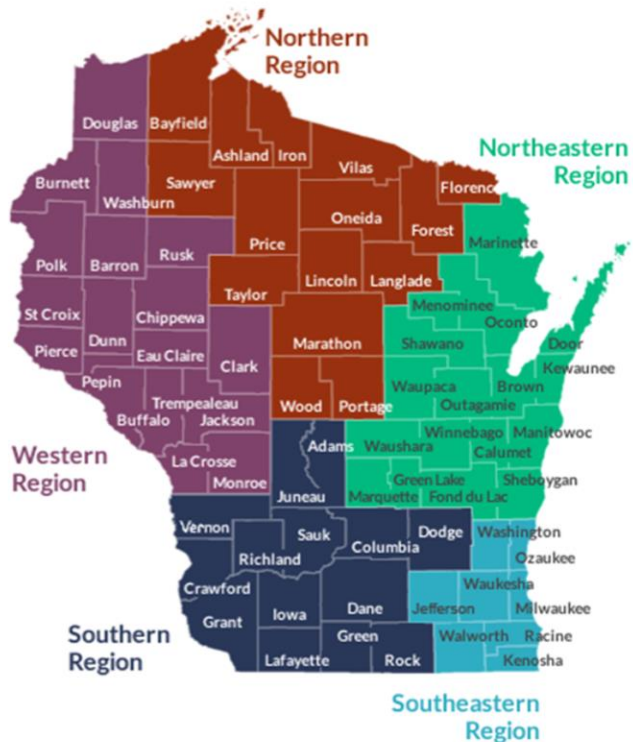 Northern
Region
Northeastern
Region
Douglas
Bayfield
Ashland
Iron
Vilas
Florence
Burnett
Washburn
Sawyer
Oneida
Forest
Marinette
Polk
Barron
Rusk
Price
Lincoln
Langlade
Taylor
Menominee
Oconto
St Croix
Chippewa
Dunn
Marathon
Shawano
Door
Pierce
Eau Claire
Clark
Kewaunee
Pepin
Waupaca
Brown
Trempealeau
Wood
Portage
Outagamie
Buffalo
Jackson
Winnebago
Manitowoc
Adams
Waushara
Calumet
Western
Region
La Crosse
Monroe
Juneau
Green Lake
Sheboygan
Marquette
Fond du Lac
Vernon
Sauk
Dodge
Washington
Columbia
Richland
Ozaukee
Crawford
Waukesha
Grant
Iowa
Dane
Jefferson
Milwaukee
Southern
Region
Green
Walworth
Racine
Lafayette
Rock
Kenosha
Southeastern
Region